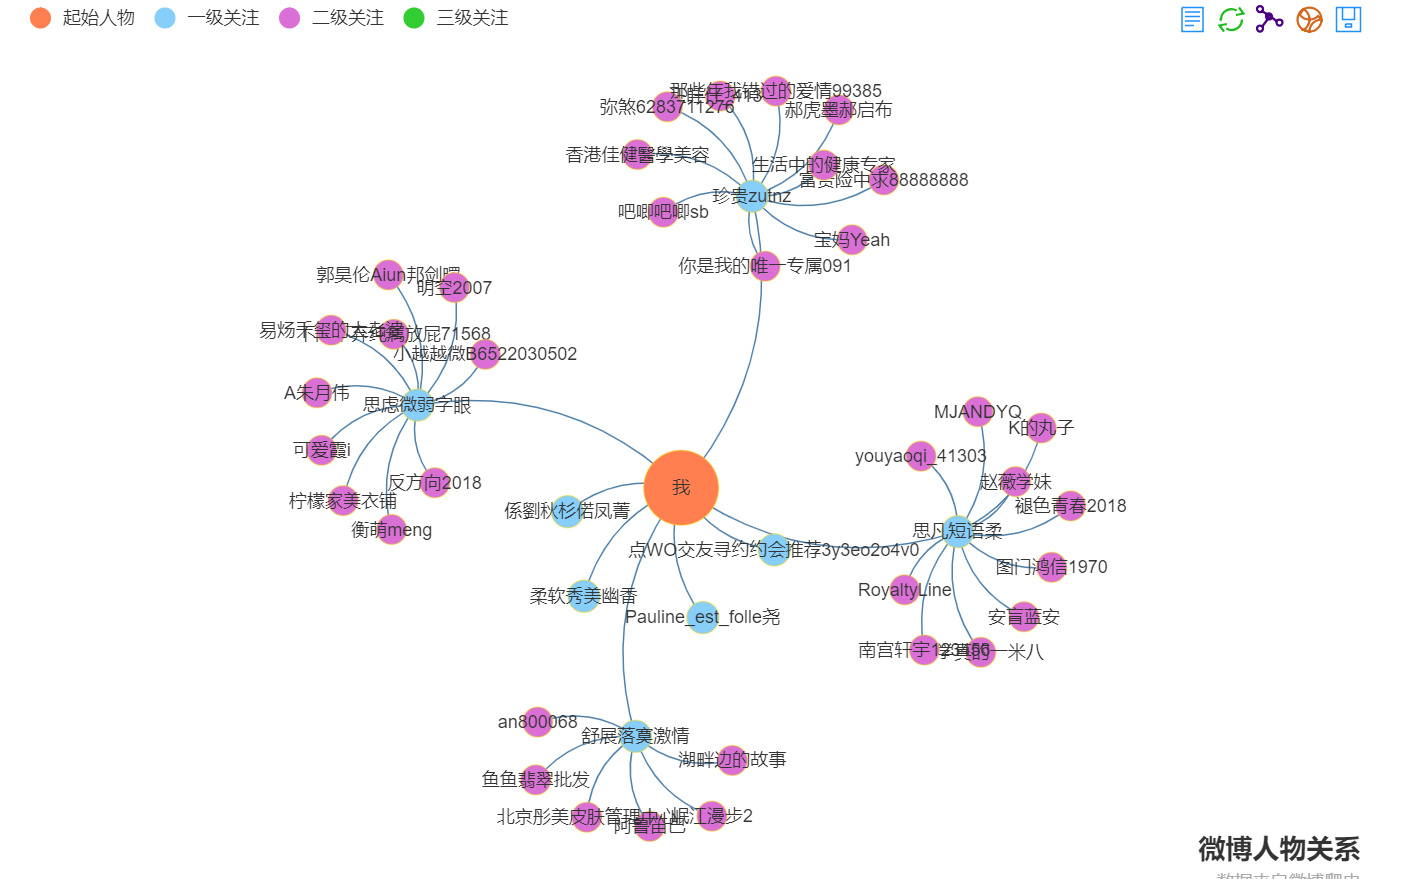 起始人物
一级关注
二级关注
三级关注
那些年我错过的爱情99385
弥煞6283711276
郝虎墨郝启布
香港佳健醫學美容
生活中的健康专家
富贵险中求88888888
珍贵zutnz
吧唧吧唧sb
宝妈Yeah
你是我的唯一专属091
郭昊伦Aiun邦剑
明空2007
易炀千玺的
纯属放屁71568
小越越微B6522030502
A朱月伟
思虑微弱字眼
MJANDYQ
K的丸子
可爱霞i
youyaoqi_41303
反方向2018
我
赵薇学妹
柠檬家美衣铺
係劉秋杉偌凤菁
褪色青春2018
衡萌meng
思凡短语柔
点WO交友寻约约会推荐3y3eo2o4v0
图门鸿信1970
柔软秀美幽香
RoyaltyLine
Pauline_est_folle尧
安盲蓝安
南宫轩宇123456
的一米八
an800068
舒展落寞激情
湖畔边的故事
鱼鱼翡翠批发
北京彤美皮肤管理中心
岷江漫步2
阿鲁笛巴
微博人物关系
数据来自微博爬虫